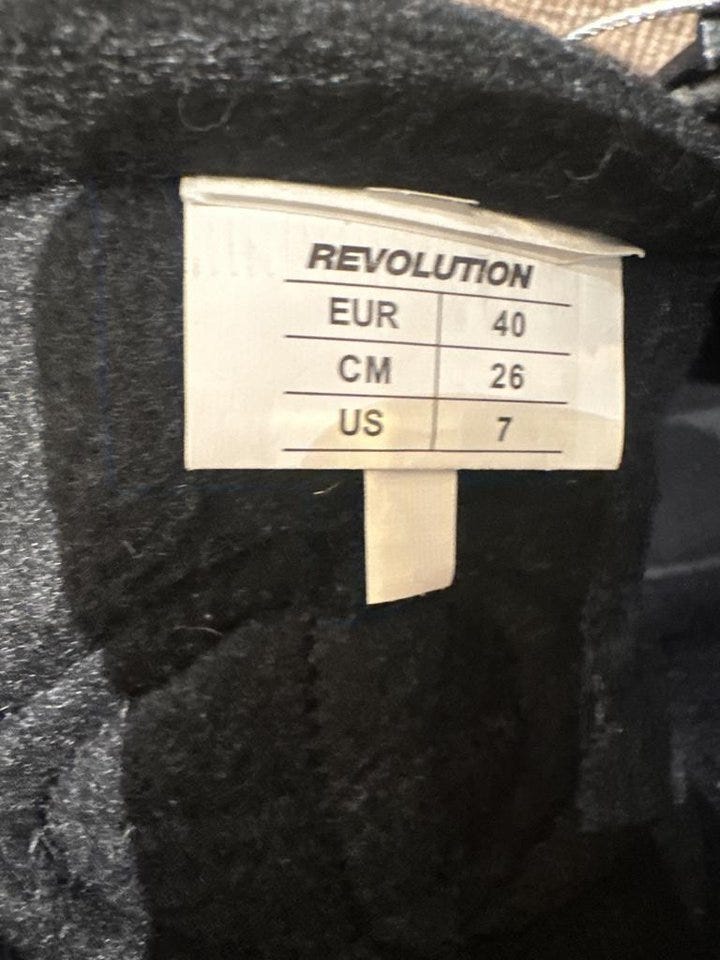 REVOLUTION
EUR 40
CM 26
US 7